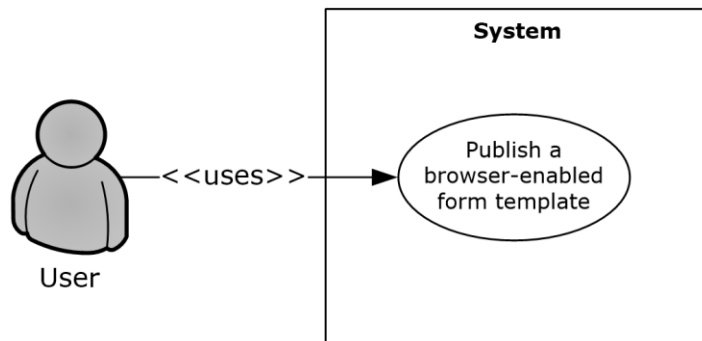 System
Publish a
browser-enabled
form template
<<uses>>
User